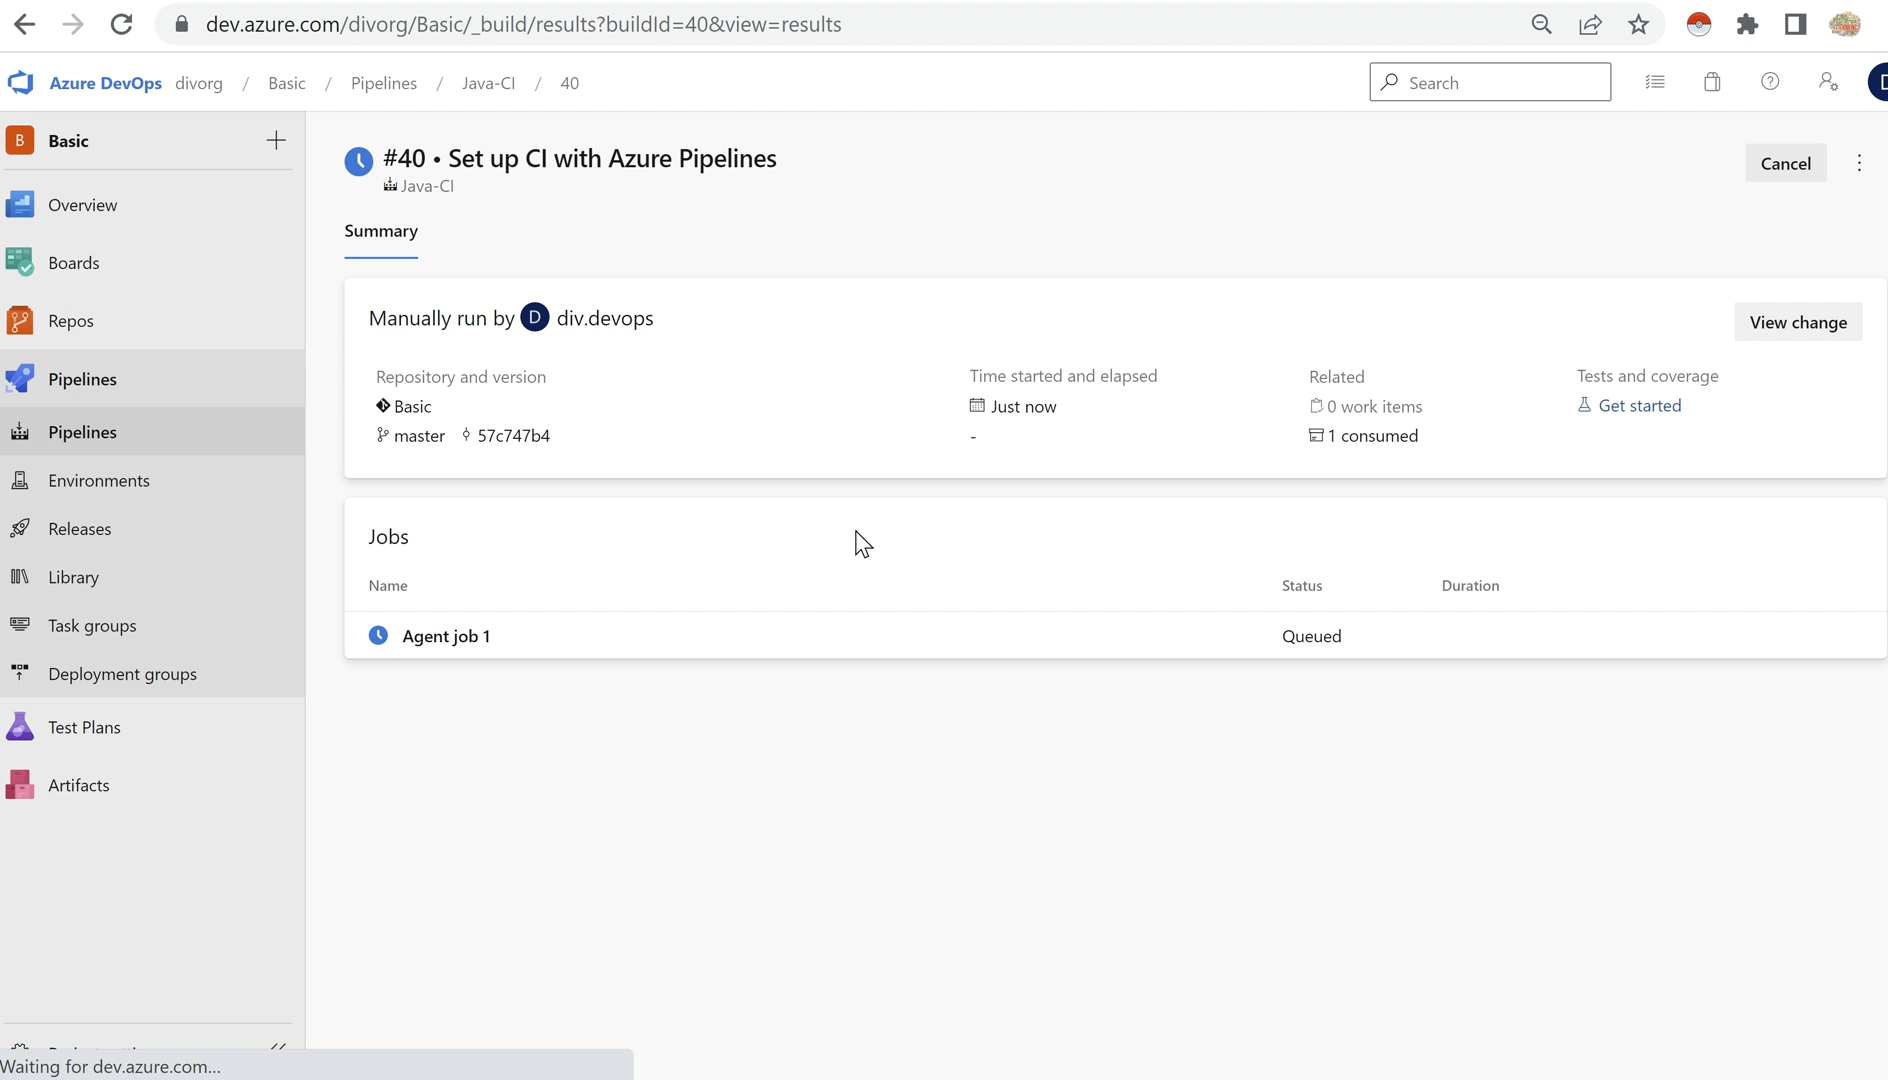 dev.azure.com/divorg/Basic/_build/results?buildId=40&view=results
Azure DevOps divorg / Basic / Pipelines / Java-CI / 40
Search
D
B Basic
Overview
Boards
Repos
Pipelines
Pipelines
Environments
Releases
Library
Task groups
Deployment groups
Test Plans
Artifacts
Waiting for dev.azure.com...
#40 • Set up CI with Azure Pipelines
Java-CI
Cancel
Summary
Manually run by D div.devops
View change
Repository and version
Basic
master 57c747b4
Time started and elapsed
Just now
-
Related
0 work items
1 consumed
Tests and coverage
Get started
Jobs
Name Status Duration
Agent job 1 Queued